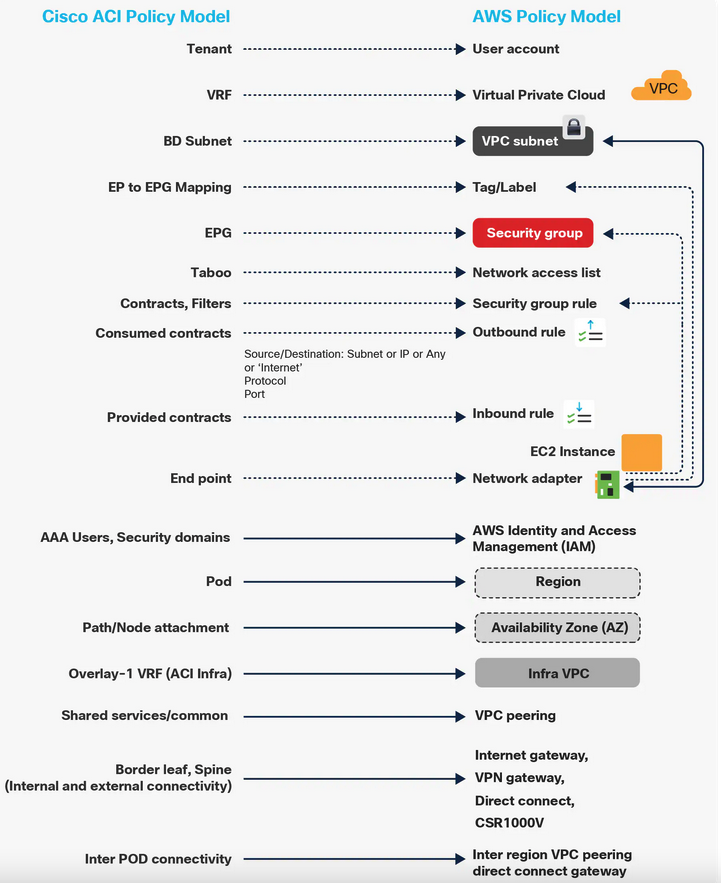 Cisco ACI Policy Model
AWS Policy Model
Tenant
User account
VRF
Virtual Private Cloud
VPC
BD Subnet
VPC subnet
EP to EPG Mapping
Tag/Label
EPG
Security group
Taboo
Network access list
Contracts, Filters
Security group rule
Consumed contracts
Outbound rule
Source/Destination: Subnet or IP or Any
or ‘Internet’
Protocol
Port
Provided contracts
Inbound rule
EC2 Instance
End point
Network adapter
AAA Users, Security domains
AWS Identity and Access
Management (IAM)
Pod
Region
Path/Node attachment
Availability Zone (AZ)
Overlay-1 VRF (ACI Infra)
Infra VPC
Shared services/common
VPC peering
Border leaf, Spine
(Internal and external connectivity)
Internet gateway,
VPN gateway,
Direct connect,
CSR1000V
Inter POD connectivity
Inter region VPC peering
direct connect gateway